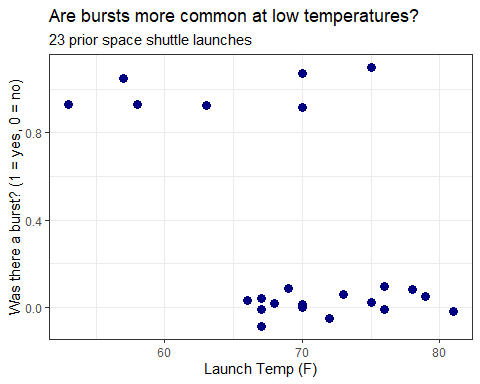 Are bursts more common at low temperatures?
23 prior space shuttle launches
Was there a burst? (1 = yes, 0 = no)
0.8
0.4
0.0
60 70 80
Launch Temp (F)